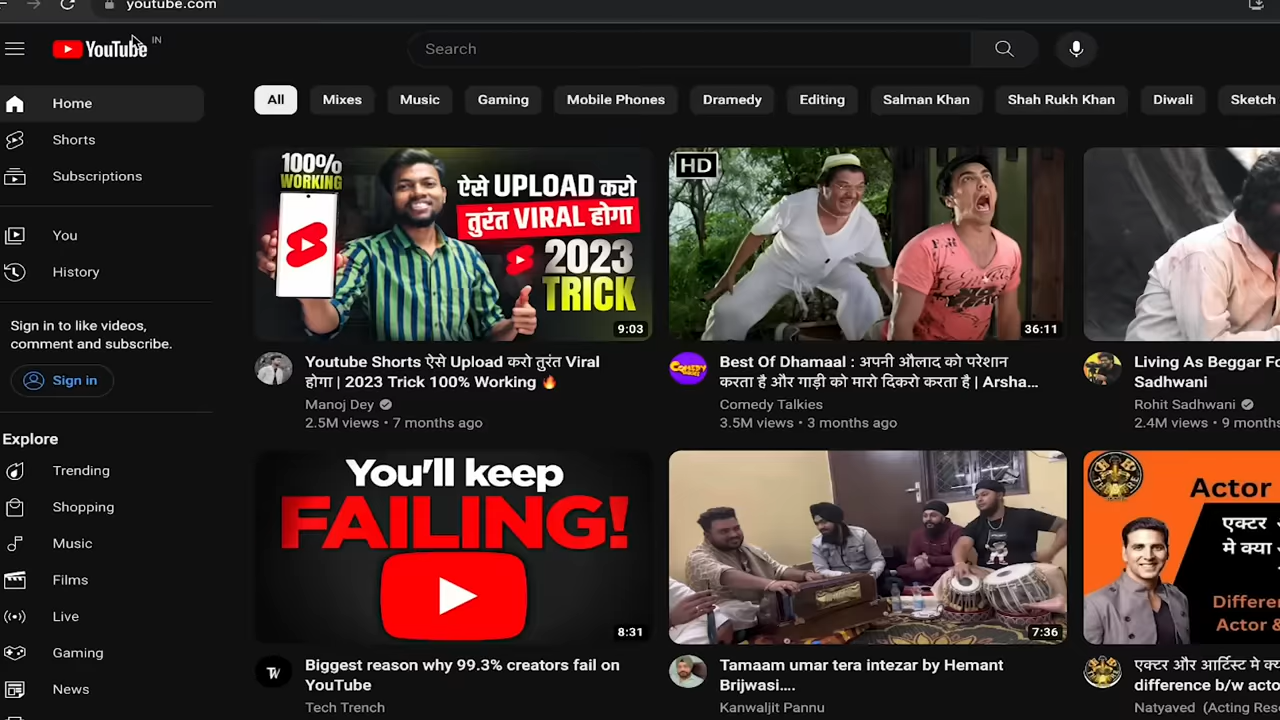 youtube.com
YouTube IN
Search
All Mixes Music Gaming Mobile Phones Dramedy Editing Salman Khan Shah Rukh Khan Diwali Sketch
Home
Shorts
Subscriptions
You
History
Sign in to like videos,
comment and subscribe.
Sign in
Explore
Trending
Shopping
Music
Films
Live
Gaming
News
100%
WORKING
ऐसे UPLOAD करो
तुरंत VIRAL होगा
2023
TRICK
9:03
Youtube Shorts ऐसे Upload करो तुरंत Viral
होगा | 2023 Trick 100% Working 🔥
Manoj Dey
2.5M views • 7 months ago
HD
36:11
Best Of Dhamaal : अपनी औलाद को परेशान
करता है और गाड़ी को मारो दिकरो करता है | Arsha...
Comedy Talkies
3.5M views • 3 months ago
Living As Beggar Fo
Sadhwani
Rohit Sadhwani
2.4M views • 9 months
You'll keep
FAILING!
8:31
Biggest reason why 99.3% creators fail on
YouTube
Tech Trench
7:36
Tamaam umar tera intezar by Hemant
Brijwasi....
Kanwaljit Pannu
Actor
एक्टर
मे क्या
Differe
Actor &
एक्टर और आर्टिस्ट मे क्य
difference b/w acto
Natyaved (Acting Res